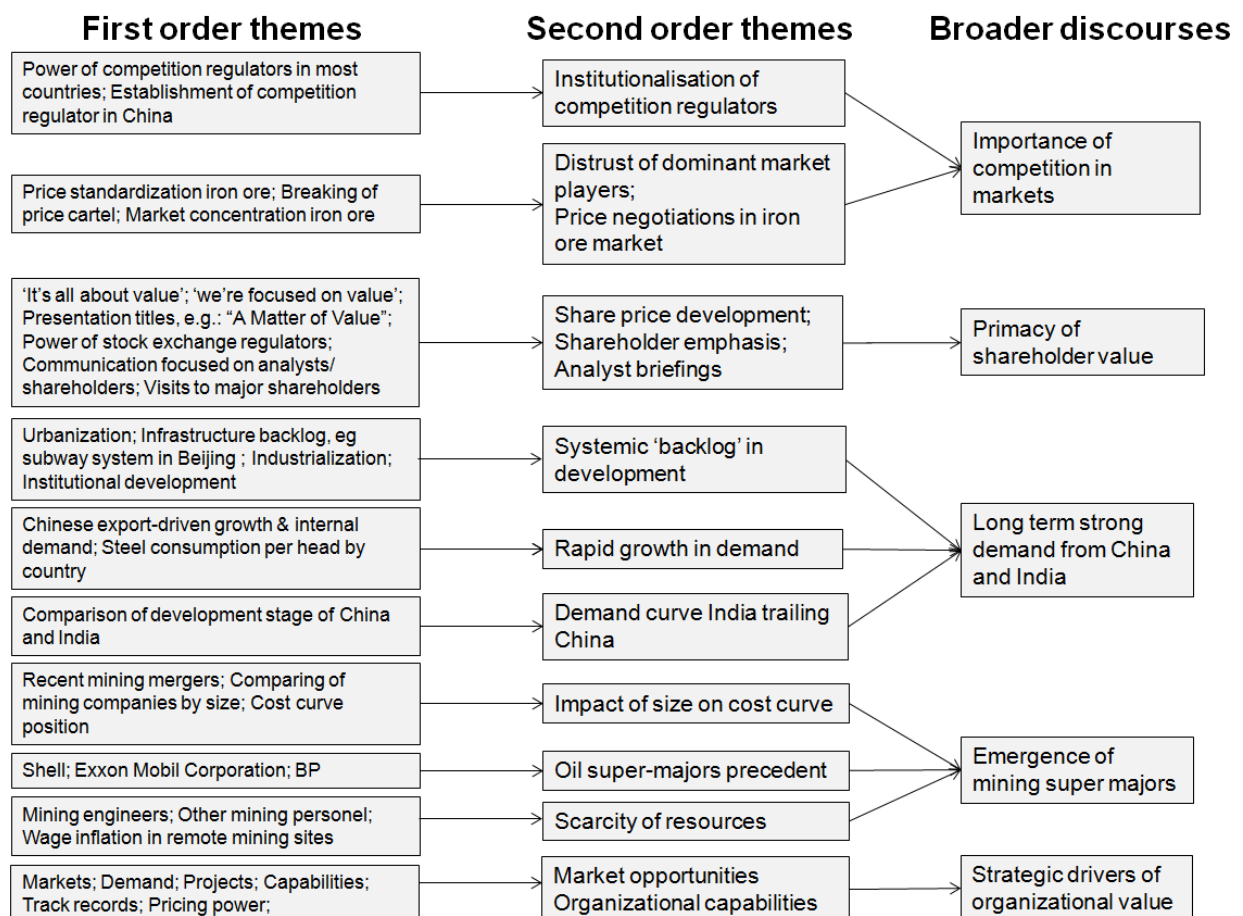 First order themes
Second order themes
Broader discourses
Power of competition regulators in most
countries; Establishment of competition
regulator in China
Institutionalisation of
competition regulators
Price standardization iron ore; Breaking of
price cartel; Market concentration iron ore
Distrust of dominant market
players;
Price negotiations in iron
ore market
Importance of
competition in
markets
‘It’s all about value’; ‘we’re focused on value’;
Presentation titles, e.g.: “A Matter of Value”;
Power of stock exchange regulators;
Communication focused on analysts/
shareholders; Visits to major shareholders
Share price development;
Shareholder emphasis;
Analyst briefings
Primacy of
shareholder value
Urbanization; Infrastructure backlog, eg
subway system in Beijing ; Industrialization;
Institutional development
Systemic ‘backlog’ in
development
Chinese export-driven growth & internal
demand; Steel consumption per head by
country
Rapid growth in demand
Comparison of development stage of China
and India
Demand curve India trailing
China
Long term strong
demand from China
and India
Recent mining mergers; Comparing of
mining companies by size; Cost curve
position
Impact of size on cost curve
Shell; Exxon Mobil Corporation; BP
Oil super-majors precedent
Mining engineers; Other mining personel;
Wage inflation in remote mining sites
Scarcity of resources
Emergence of
mining super majors
Markets; Demand; Projects; Capabilities;
Track records; Pricing power;
Market opportunities
Organizational capabilities
Strategic drivers of
organizational value